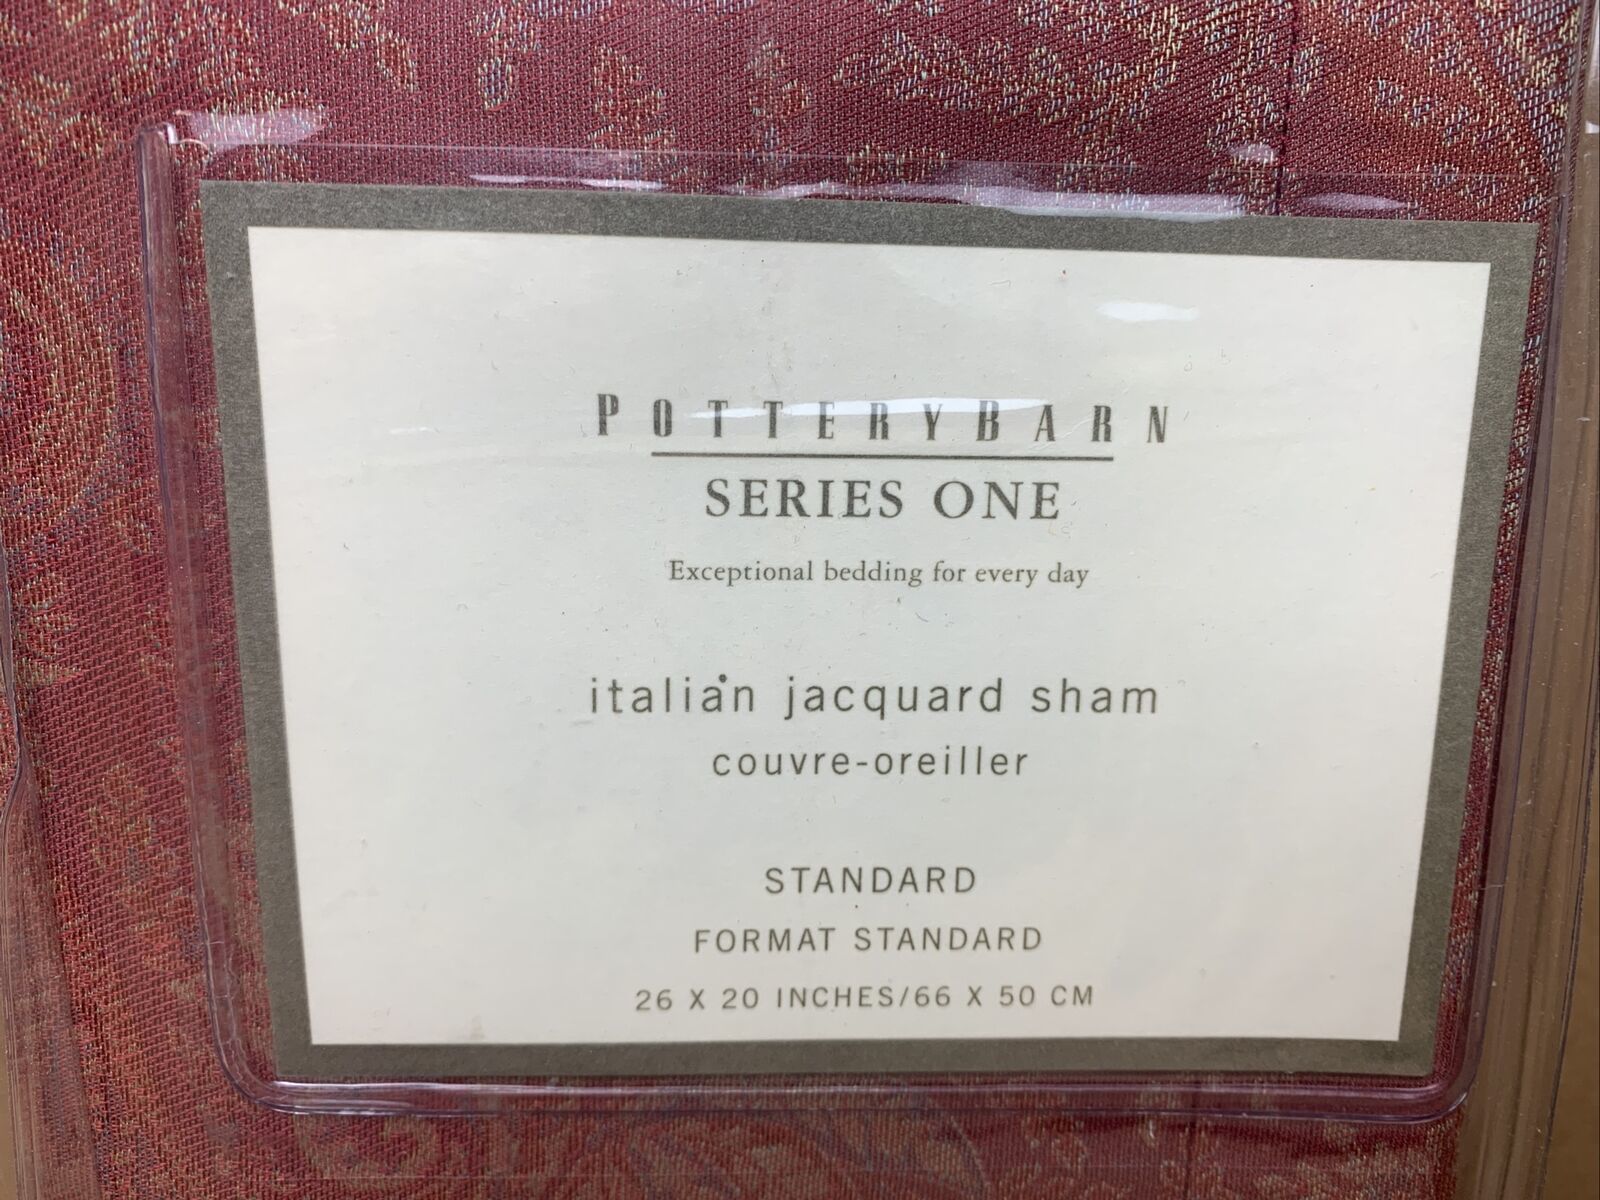 POTTERYBARN
SERIES ONE
Exceptional bedding for every day
italian jacquard sham
couvre-oreiller
STANDARD
FORMAT STANDARD
26 X 20 INCHES/66 X 50 CM